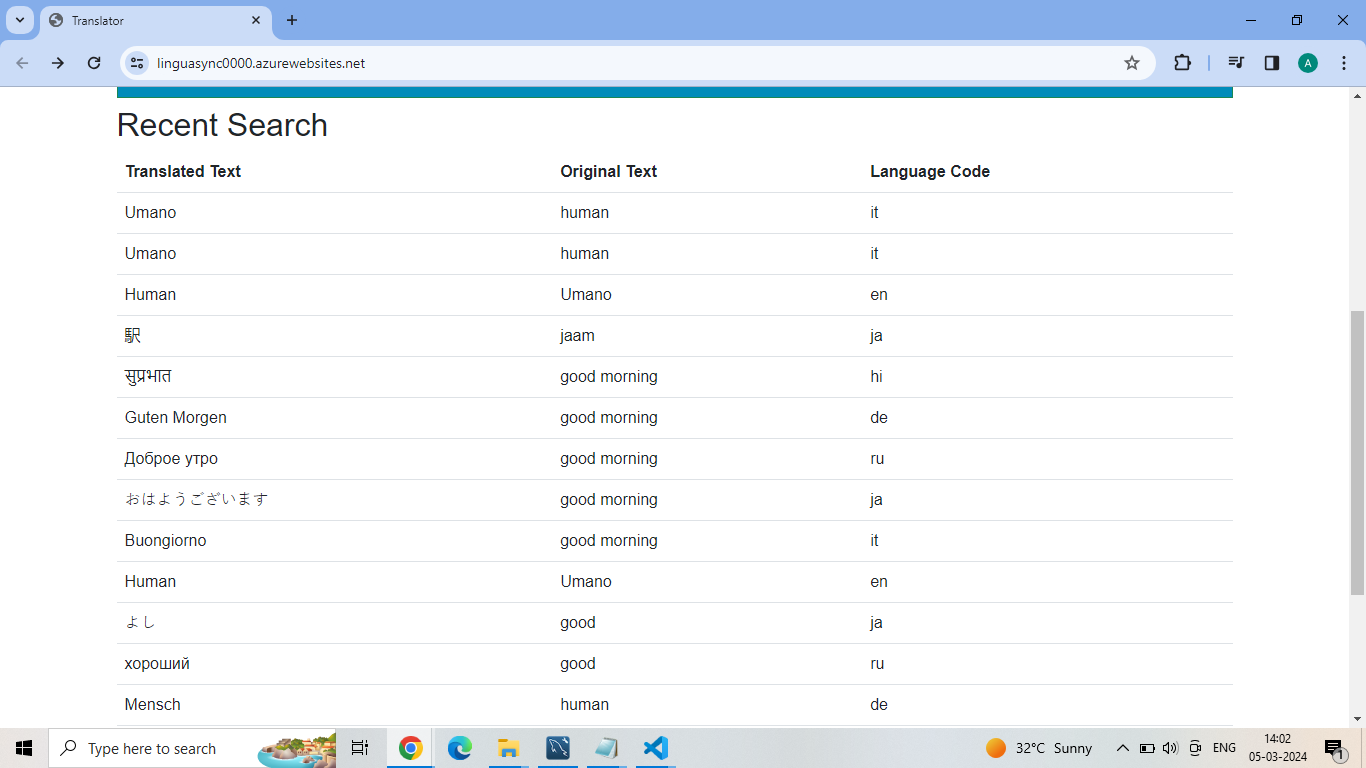 Translator
linguasync0000.azurewebsites.net
A
Recent Search
Translated Text Original Text Language Code
Umano human it
Umano human it
Human Umano en
駅 jaam ja
सुप्रभात good morning hi
Guten Morgen good morning de
Доброе утро good morning ru
おはようございます good morning ja
Buongiorno good morning it
Human Umano en
よし good ja
хороший good ru
Mensch human de
Type here to search 32°C Sunny ENG 14:02
05-03-2024
1